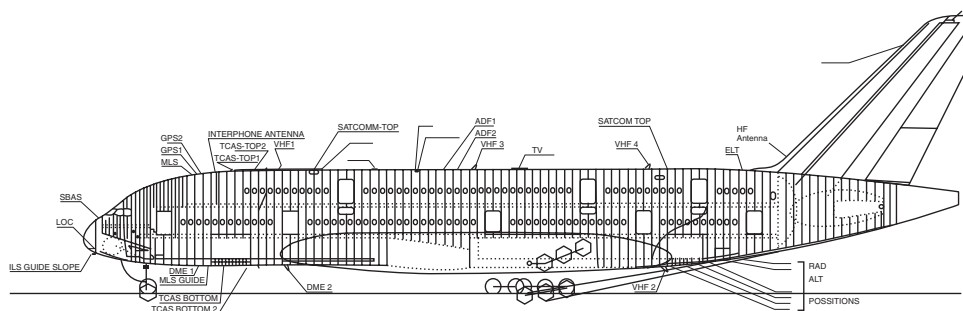 SATCOMM-TOP
ADF1
ADF2
SATCOM TOP
HF
Antenna
GPS2
INTERPHONE ANTENNA
TCAS-TOP2
VHF1
VHF 3
TV
VHF 4
ELT
GPS1
TCAS-TOP1
MLS
SBAS
LOC
ILS GUIDE SLOPE
DME 1
MLS GUIDE
TCAS BOTTOM
TCAS BOTTOM 2
DME 2
VHF 2
RAD
ALT
POSSITIONS